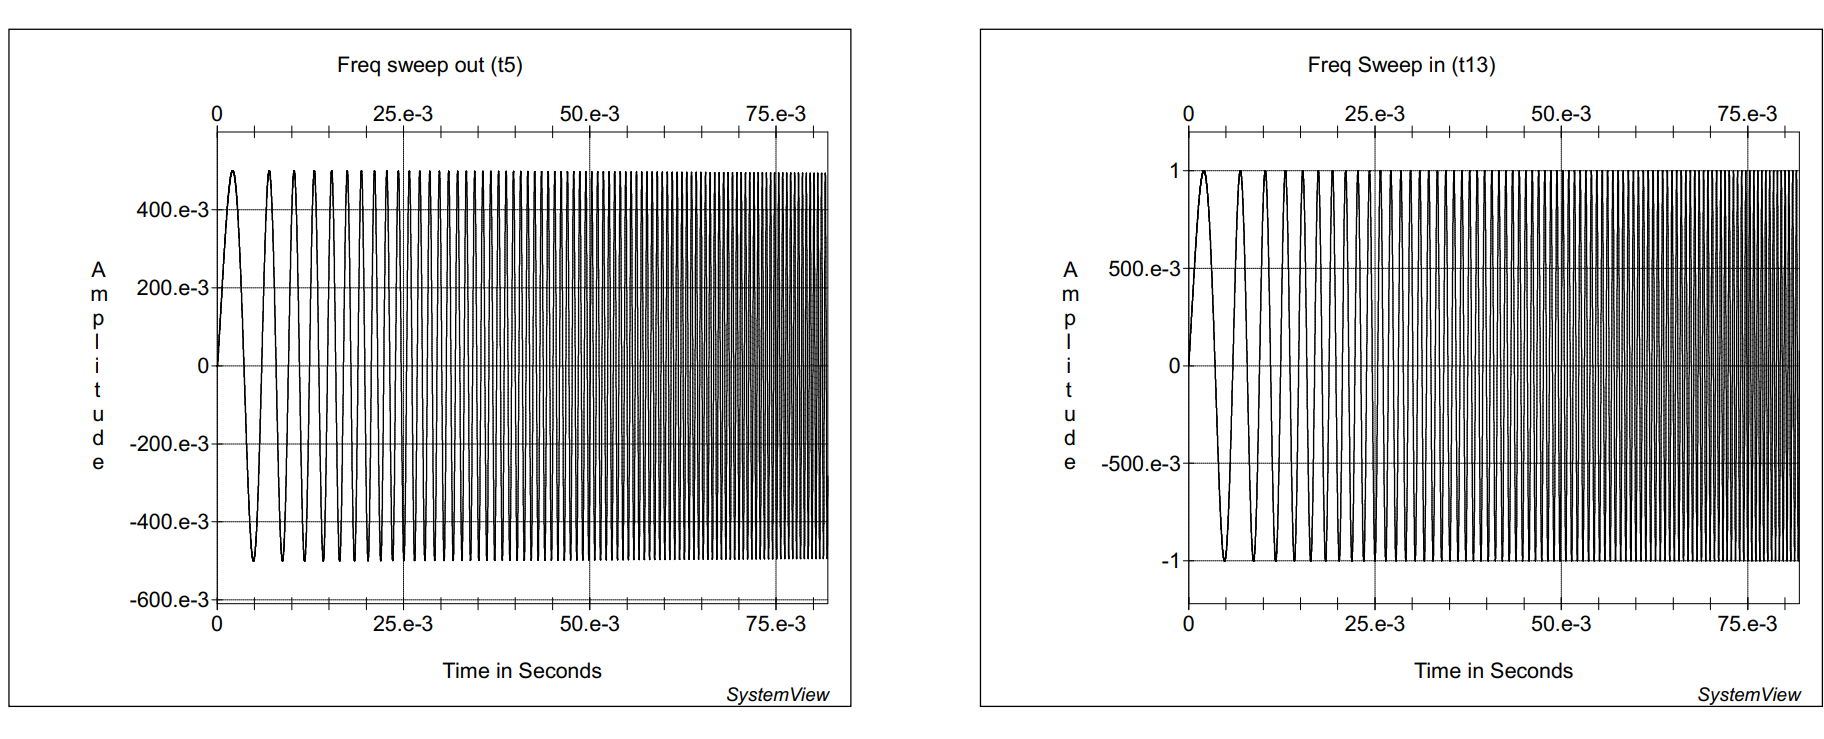 Freq sweep out (t5)
0 25.e-3 50.e-3 75.e-3
400.e-3
200.e-3
0
-200.e-3
-400.e-3
-600.e-3
Amplitude
0 25.e-3 50.e-3 75.e-3
Time in Seconds
SystemView
Freq Sweep in (t13)
0 25.e-3 50.e-3 75.e-3
1
500.e-3
0
-500.e-3
-1
Amplitude
0 25.e-3 50.e-3 75.e-3
Time in Seconds
SystemView